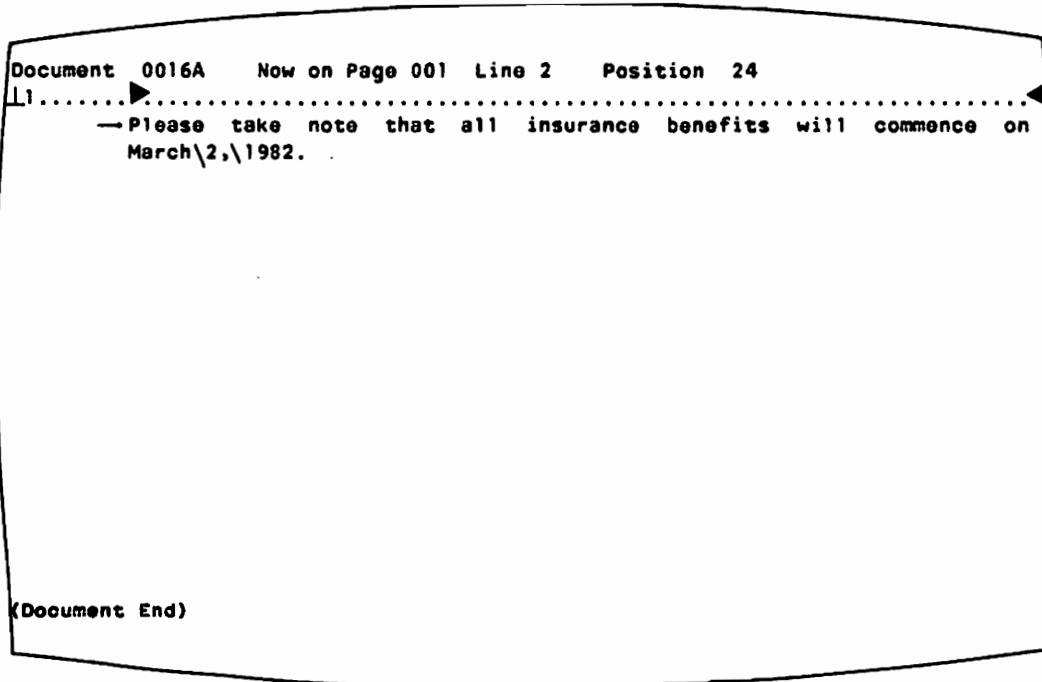 Document 0016A Now on Page 001 Line 2 Position 24
1......▶..............................................................◀
→Please take note that all insurance benefits will commence on
March\2,\1982.
(Document End)